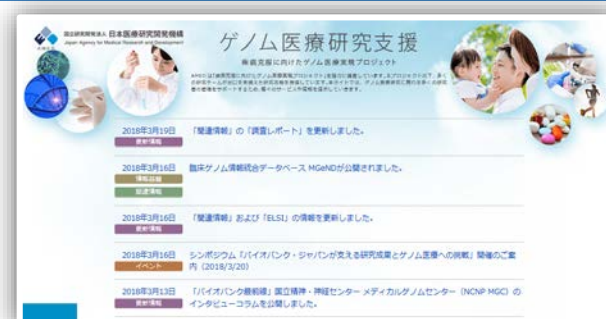 国立研究開発法人 日本医療研究開発機構
Japan Agency for Medical Research and Development
ゲノム医療研究支援
疾病克服に向けたゲノム医療実現プロジェクト
2018年3月19日 「関連情報」の「調査レポート」を更新しました。
更新情報
2018年3月16日 臨床ゲノム情報統合データベース MGeNDが公開されました。
関連情報
2018年3月16日 「関連情報」および「ELSI」の情報を更新しました。
更新情報
2018年3月16日 シンポジウム「バイオバンク・ジャパンが支える研究成果とゲノム医療への挑戦」開催のご案
イベント 内（2018/3/20）
2018年3月13日 「バイオバンク最前線」国立精神・神経センター メディカルゲノムセンター（NCNP MGC）の
更新情報 インタビューコラムを公開しました。